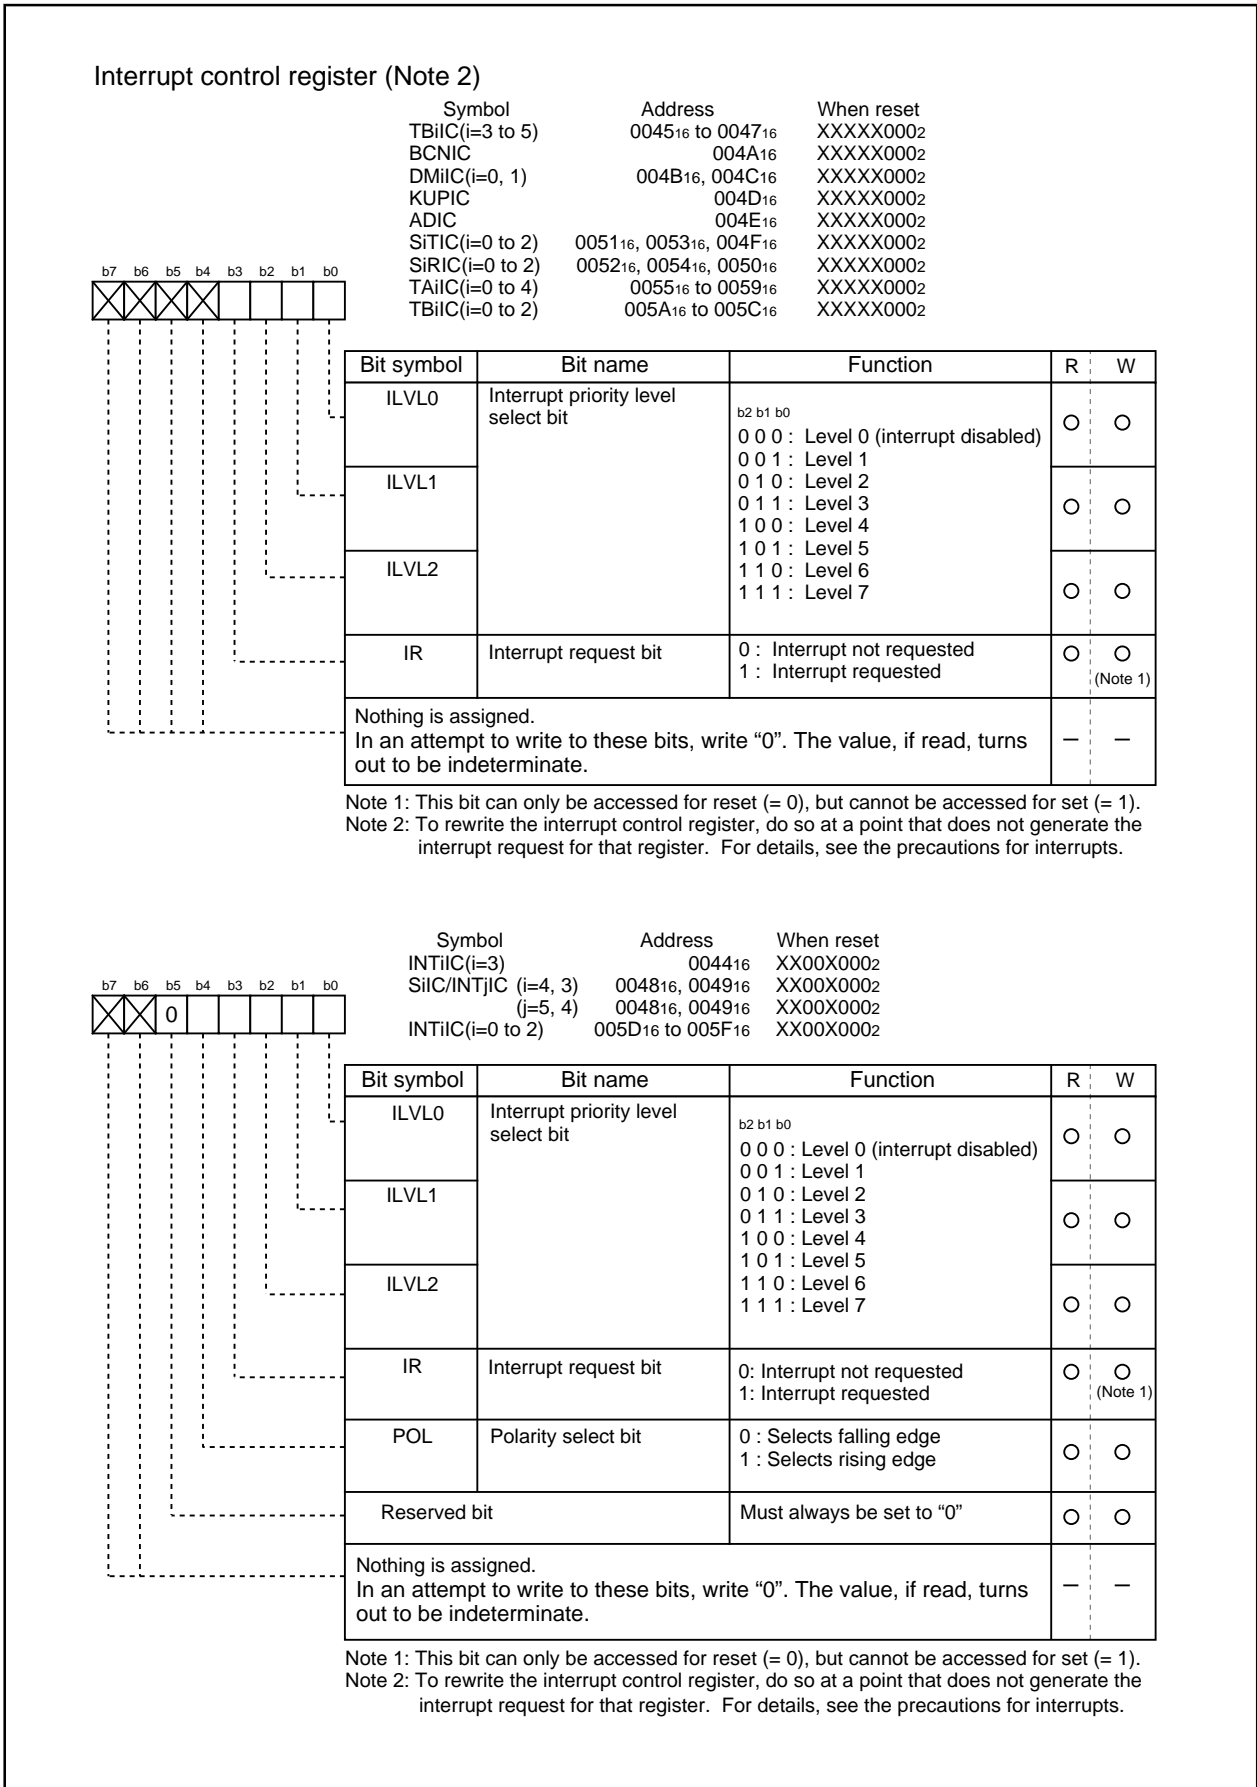 Interrupt control register (Note 2)
Symbol Address When reset
TBiIC(i=3 to 5) 004516 to 004716 XXXXX0002
BCNIC 004A16 XXXXX0002
DMiIC(i=0, 1) 004B16, 004C16 XXXXX0002
KUPIC 004D16 XXXXX0002
ADIC 004E16 XXXXX0002
SiTIC(i=0 to 2) 005116, 005316, 004F16 XXXXX0002
SiRIC(i=0 to 2) 005216, 005416, 005016 XXXXX0002
TAiIC(i=0 to 4) 005516 to 005916 XXXXX0002
TBiIC(i=0 to 2) 005A16 to 005C16 XXXXX0002
b7 b6 b5 b4 b3 b2 b1 b0
Bit symbol Bit name Function R W
ILVL0 Interrupt priority level
select bit
b2 b1 b0
0 0 0 : Level 0 (interrupt disabled)
0 0 1 : Level 1
ILVL1 0 1 0 : Level 2
0 1 1 : Level 3
1 0 0 : Level 4
1 0 1 : Level 5
ILVL2 1 1 0 : Level 6
1 1 1 : Level 7
IR Interrupt request bit 0 : Interrupt not requested
1 : Interrupt requested (Note 1)
Nothing is assigned.
In an attempt to write to these bits, write “0”. The value, if read, turns
out to be indeterminate.
Note 1: This bit can only be accessed for reset (= 0), but cannot be accessed for set (= 1).
Note 2: To rewrite the interrupt control register, do so at a point that does not generate the
interrupt request for that register. For details, see the precautions for interrupts.
Symbol Address When reset
INTiIC(i=3) 004416 XX00X0002
SiIC/INTjIC (i=4, 3) 004816, 004916 XX00X0002
(j=5, 4) 004816, 004916 XX00X0002
INTiIC(i=0 to 2) 005D16 to 005F16 XX00X0002
b7 b6 b5 b4 b3 b2 b1 b0
0
Bit symbol Bit name Function R W
ILVL0 Interrupt priority level
select bit
b2 b1 b0
0 0 0 : Level 0 (interrupt disabled)
0 0 1 : Level 1
ILVL1 0 1 0 : Level 2
0 1 1 : Level 3
1 0 0 : Level 4
1 0 1 : Level 5
ILVL2 1 1 0 : Level 6
1 1 1 : Level 7
IR Interrupt request bit 0: Interrupt not requested
1: Interrupt requested (Note 1)
POL Polarity select bit 0 : Selects falling edge
1 : Selects rising edge
Reserved bit Must always be set to “0”
Nothing is assigned.
In an attempt to write to these bits, write “0”. The value, if read, turns
out to be indeterminate.
Note 1: This bit can only be accessed for reset (= 0), but cannot be accessed for set (= 1).
Note 2: To rewrite the interrupt control register, do so at a point that does not generate the
interrupt request for that register. For details, see the precautions for interrupts.